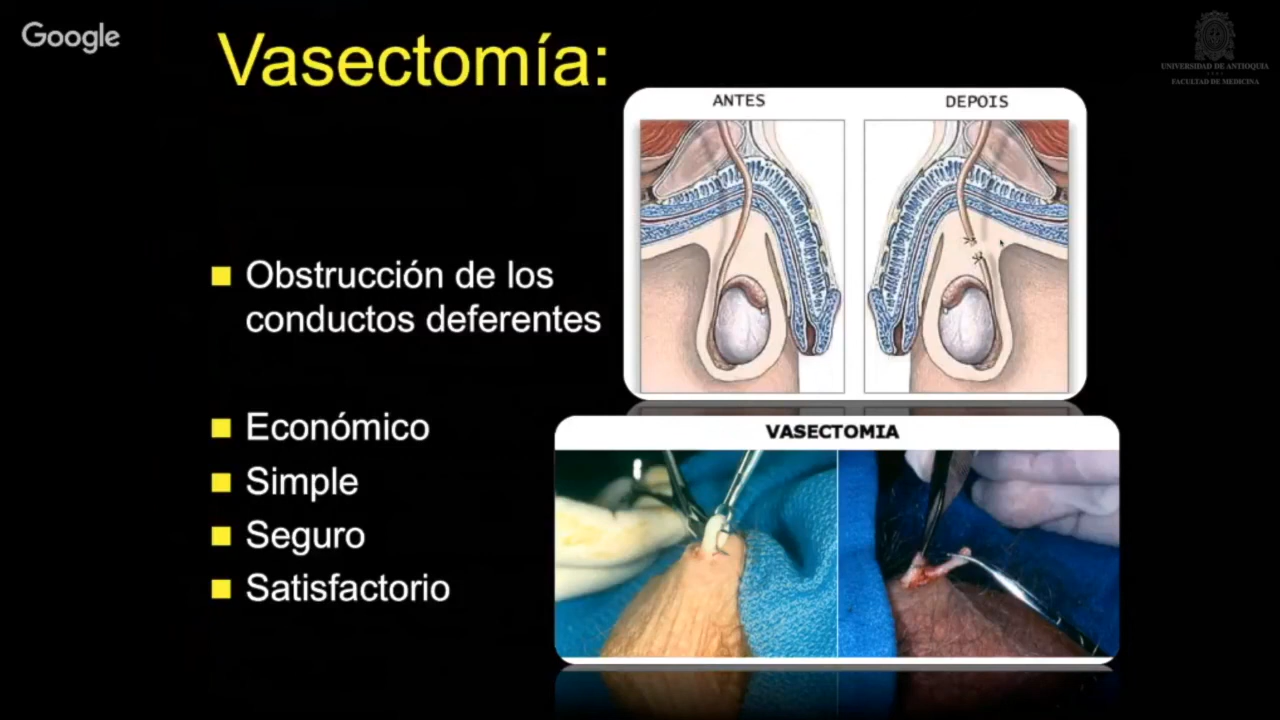 Google
Vasectomía:
UNIVERSIDAD DE ANTIOQUIA
1803
FACULTAD DE MEDICINA
ANTES
DEPOIS
Obstrucción de los
conductos deferentes
Económico
Simple
Seguro
Satisfactorio
VASECTOMIA